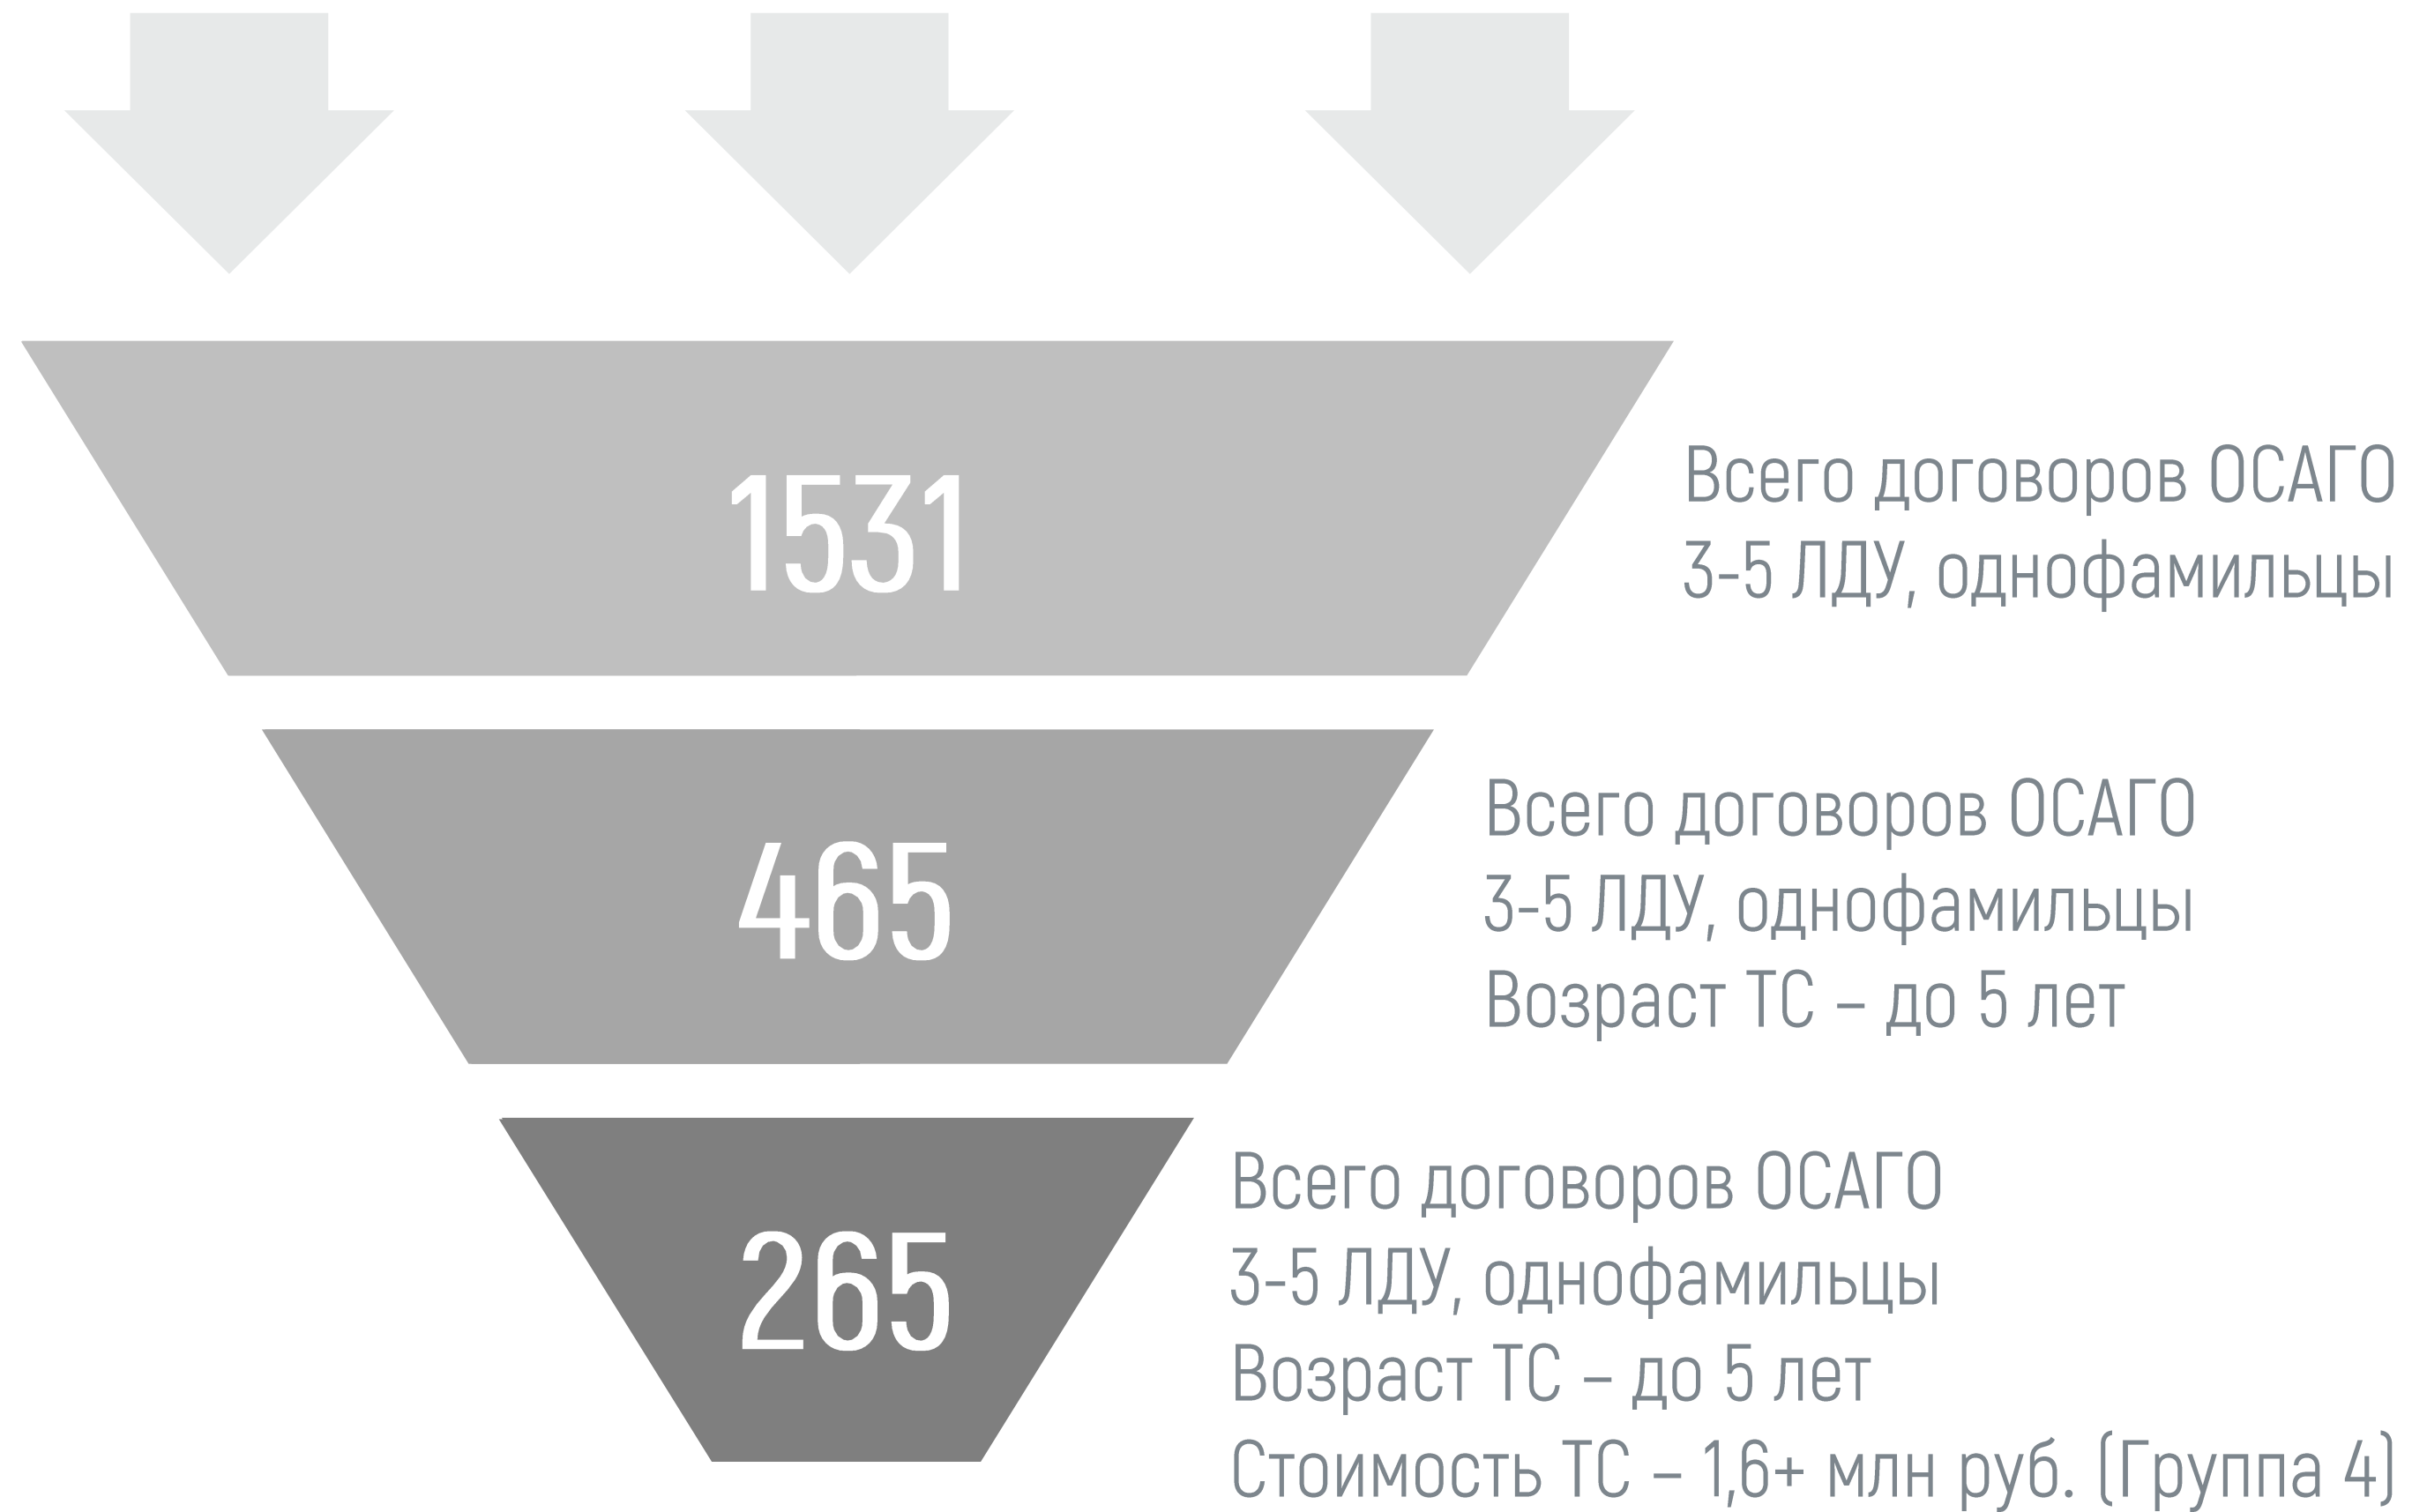 1531
Всего договоров ОСАГО
3–5 ЛДУ, однофамильцы
465
Всего договоров ОСАГО
3–5 ЛДУ, однофамильцы
Возраст ТС – до 5 лет
265
Всего договоров ОСАГО
3–5 ЛДУ, однофамильцы
Возраст ТС – до 5 лет
Стоимость ТС – 1,6+ млн руб. (Группа 4)